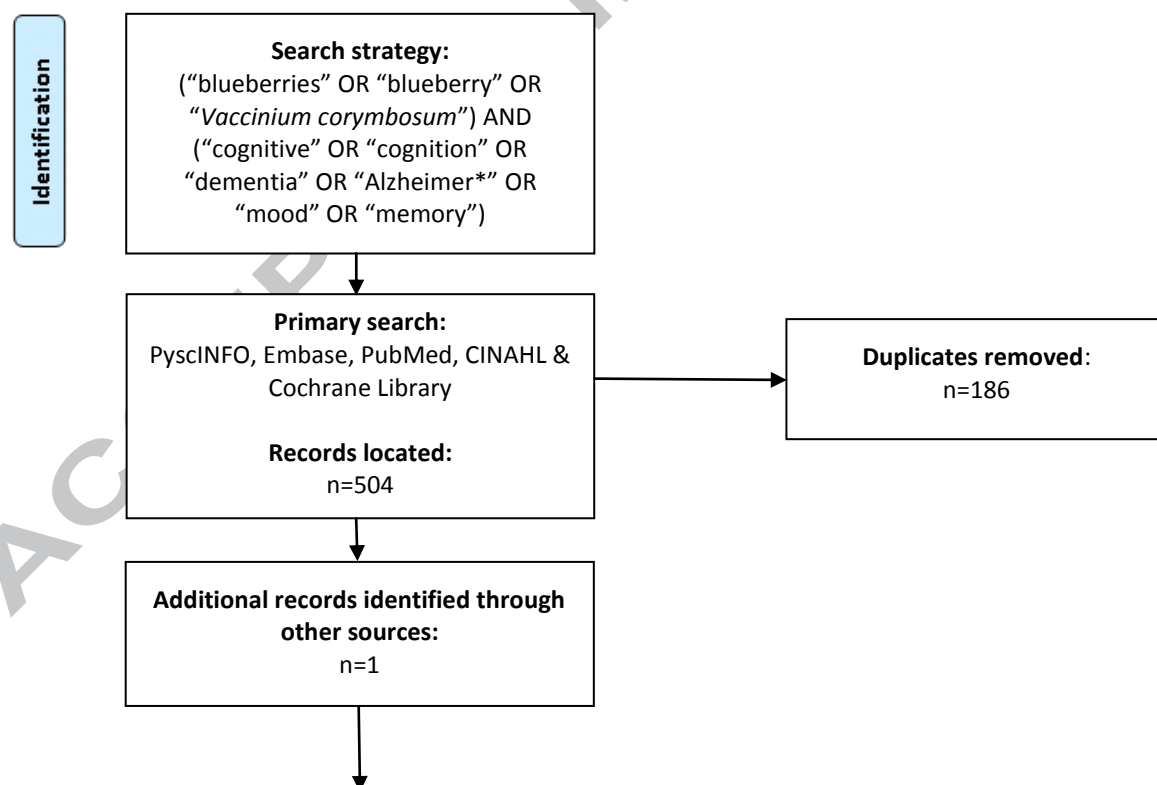 Identification
Search strategy:
(“blueberries” OR “blueberry” OR
“Vaccinium corymbosum”) AND
(“cognitive” OR “cognition” OR
“dementia” OR “Alzheimer*” OR
“mood” OR “memory”)
Primary search:
PyscINFO, Embase, PubMed, CINAHL &
Cochrane Library
Records located:
n=504
Duplicates removed:
n=186
Additional records identified through
other sources:
n=1